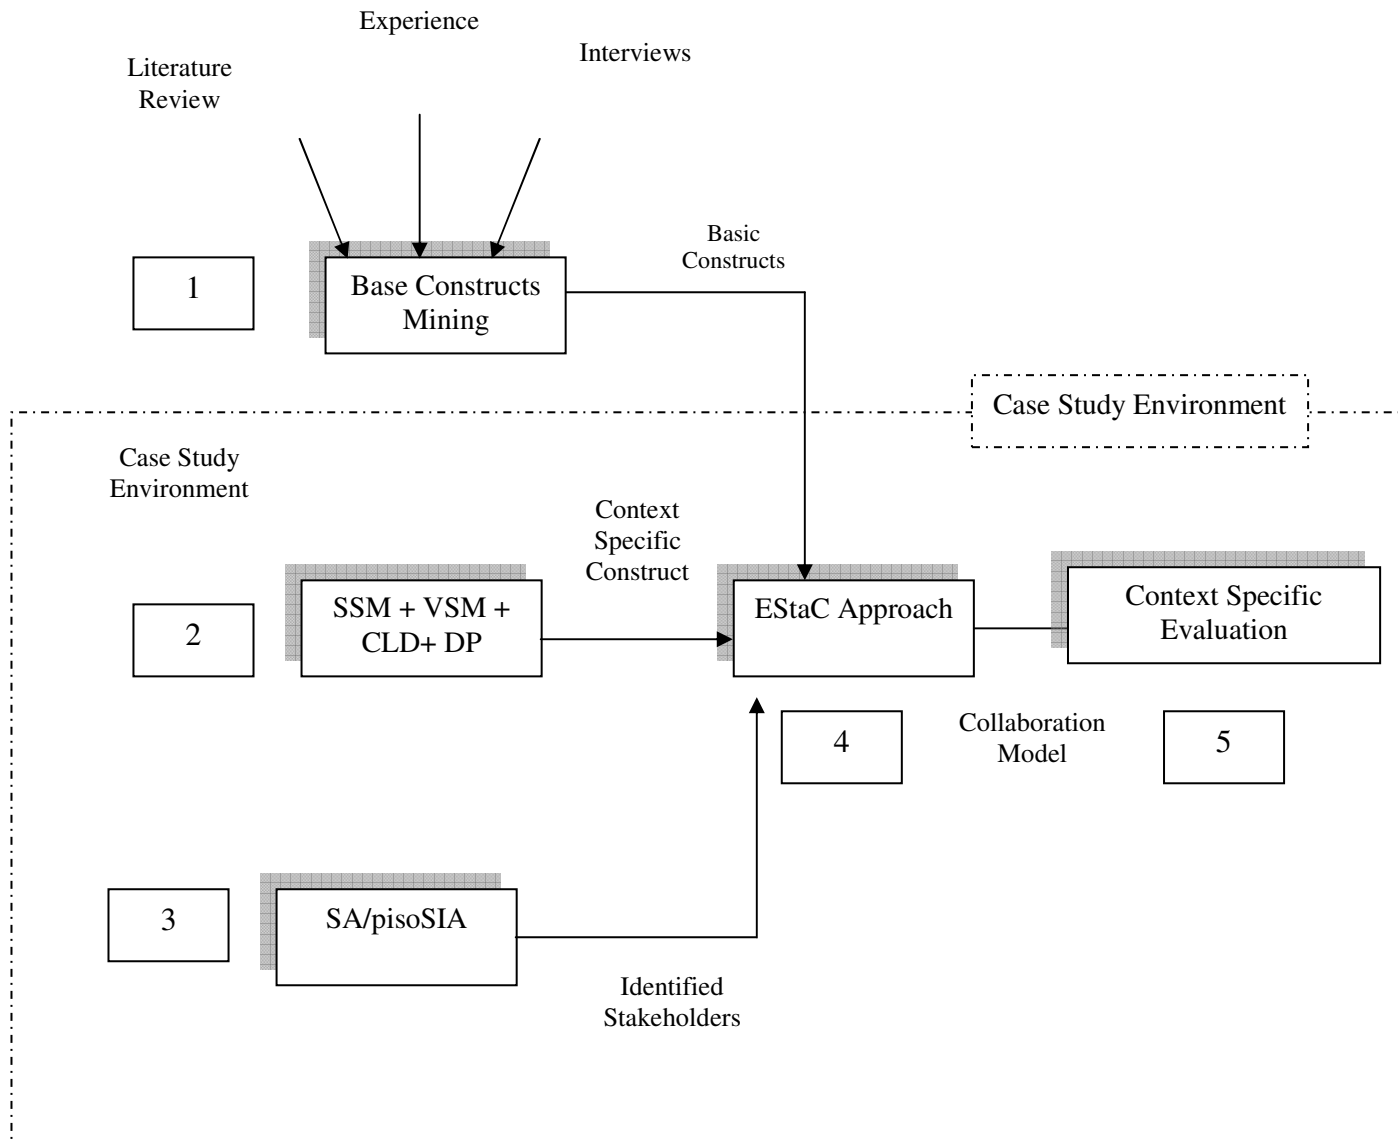 Experience
Interviews
Literature
Review
Basic
Constructs
1
Base Constructs
Mining
Case Study Environment
Case Study
Environment
Context
Specific
Construct
2
SSM + VSM +
CLD+ DP
EStaC Approach
Context Specific
Evaluation
4
Collaboration
Model
5
3
SA/pisoSIA
Identified
Stakeholders